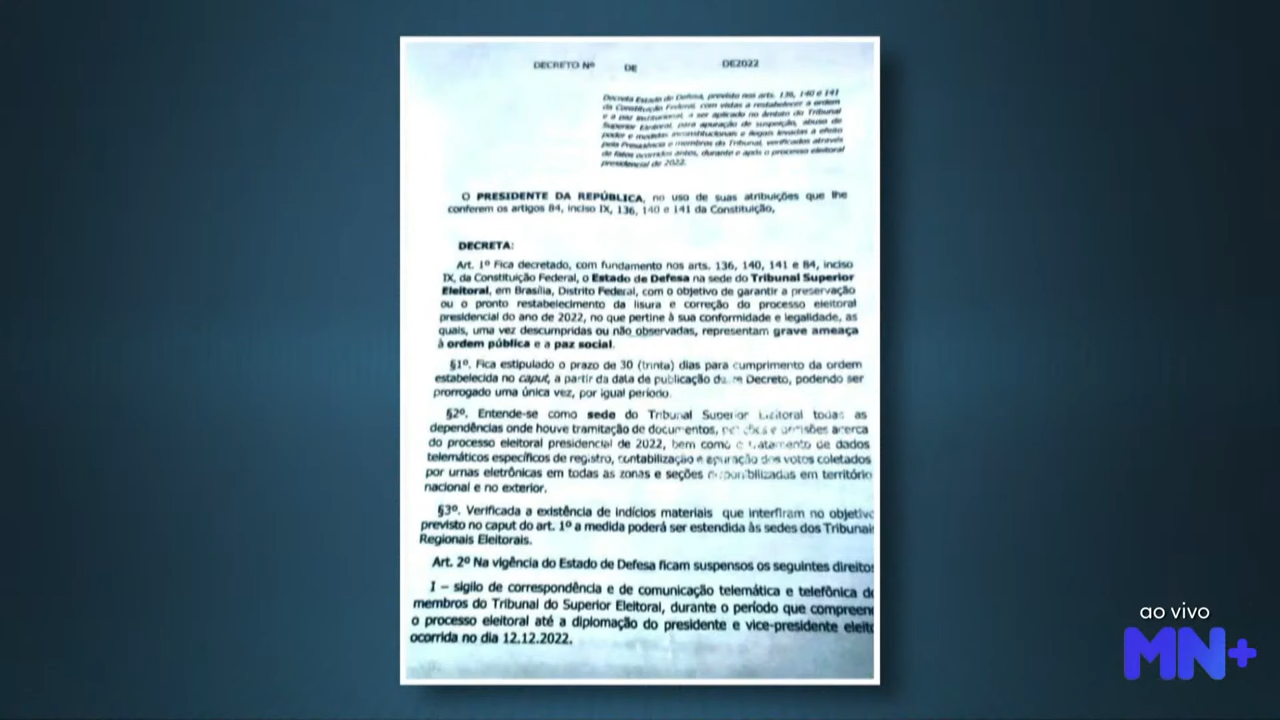 DECRETO Nº DE DE2022
Decreta Estado de Defesa, previsto nos arts. 136, 140 e 141
da Constituição Federal, com vistas a restabelecer a ordem
e a paz institucional, a ser aplicado no âmbito do Tribunal
Superior Eleitoral, para apuração de suspeição, abuso de
poder e medidas inconstitucionais e ilegais levadas a efeito
pela Presidência e membros do Tribunal, verificados através
de fatos ocorridos antes, durante e após o processo eleitoral
presidencial de 2022.
O PRESIDENTE DA REPÚBLICA, no uso de suas atribuições que lhe
conferem os artigos 84, inciso IX, 136, 140 e 141 da Constituição,
DECRETA:
Art. 1º Fica decretado, com fundamento nos arts. 136, 140, 141 e 84, inciso
IX, da Constituição Federal, o Estado de Defesa na sede do Tribunal Superior
Eleitoral, em Brasília, Distrito Federal, com o objetivo de garantir a preservação
ou o pronto restabelecimento da lisura e correção do processo eleitoral
presidencial do ano de 2022, no que pertine à sua conformidade e legalidade, as
quais, uma vez descumpridas ou não observadas, representam grave ameaça
à ordem pública e a paz social.
§1º. Fica estipulado o prazo de 30 (trinta) dias para cumprimento da ordem
estabelecida no caput, a partir da data de publicação Decreto, podendo ser
prorrogado uma única vez, por igual período.
§2º. Entende-se como sede do Tribunal Superior Eleitoral todas as
dependências onde houve tramitação de documentos, e decisões acerca
do processo eleitoral presidencial de 2022, bem como o tratamento de dados
telemáticos específicos de registro, contabilização e apuração dos votos coletados
por urnas eletrônicas em todas as zonas e seções disponibilizadas em território
nacional e no exterior.
§3º. Verificada a existência de indícios materiais que interfiram no objetivo
previsto no caput do art. 1º a medida poderá ser estendida às sedes dos Tribunais
Regionais Eleitorais.
Art. 2º Na vigência do Estado de Defesa ficam suspensos os seguintes direitos
I – sigilo de correspondência e de comunicação telemática e telefônica do
membros do Tribunal do Superior Eleitoral, durante o período que compreen
o processo eleitoral até a diplomação do presidente e vice-presidente eleito
ocorrida no dia 12.12.2022.
ao vivo
MN+